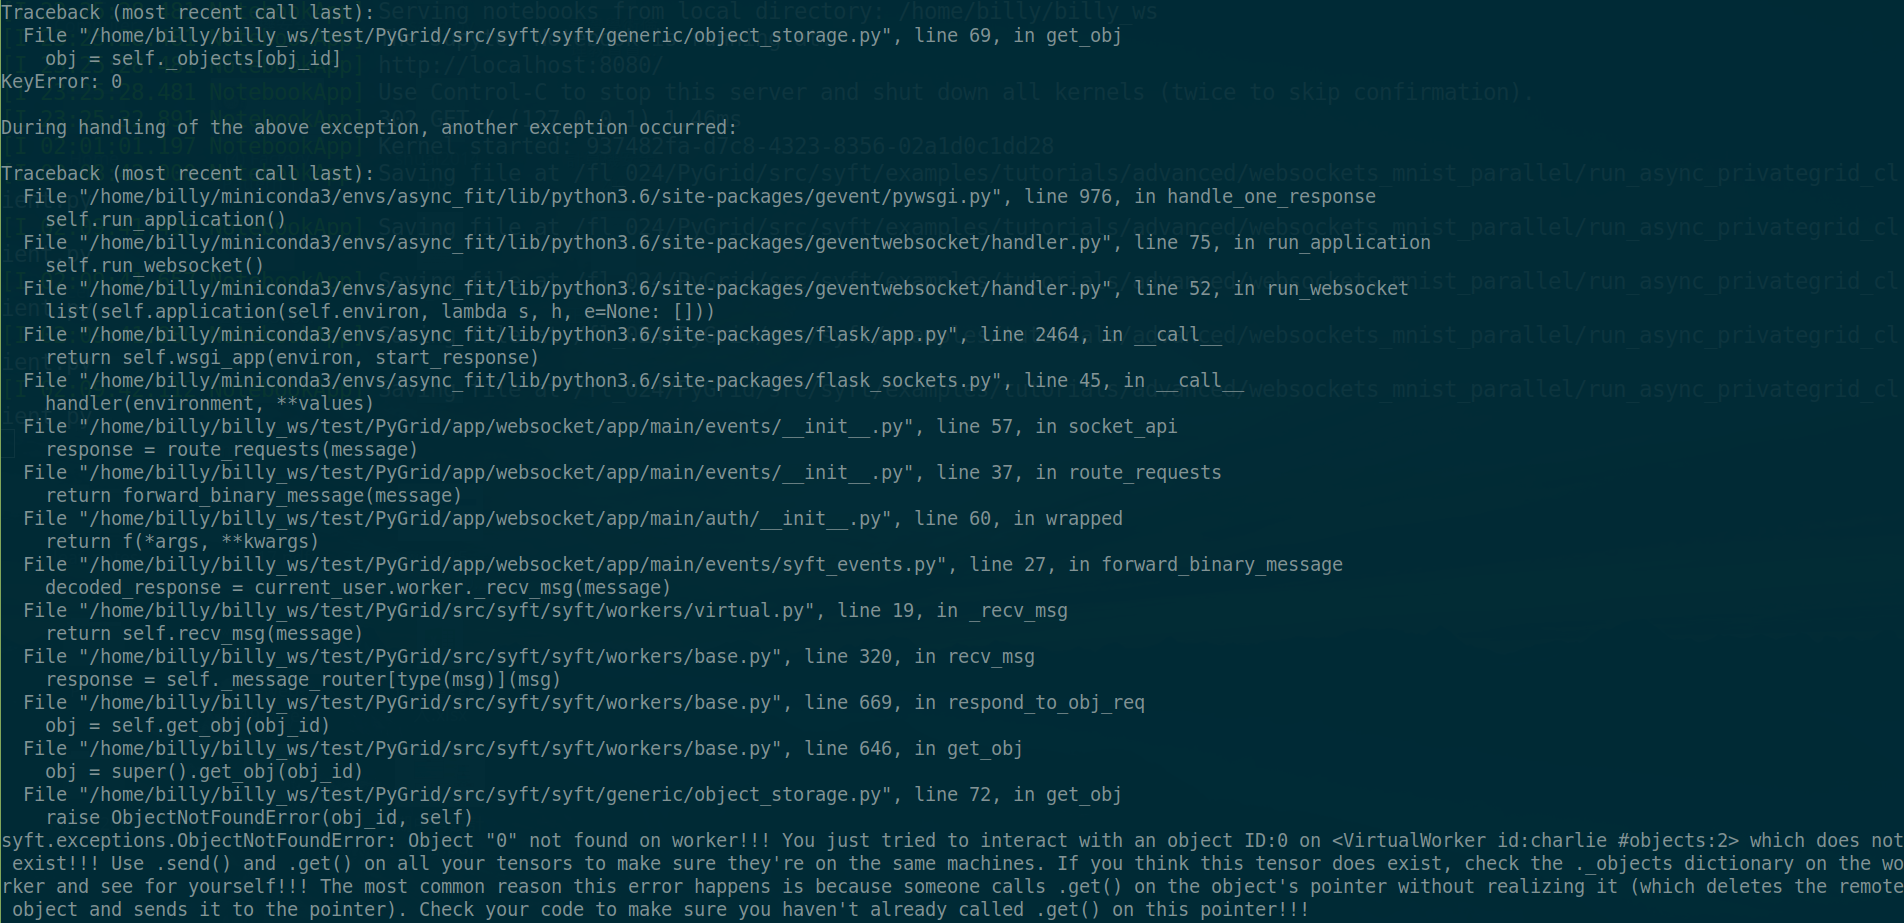 Traceback (most recent call last):
  File "/home/billy/billy_ws/test/PyGrid/src/syft/syft/generic/object_storage.py", line 69, in get_obj
    obj = self._objects[obj_id]
KeyError: 0

During handling of the above exception, another exception occurred:

Traceback (most recent call last):
  File "/home/billy/miniconda3/envs/async_fit/lib/python3.6/site-packages/gevent/pywsgi.py", line 976, in handle_one_response
    self.run_application()
  File "/home/billy/miniconda3/envs/async_fit/lib/python3.6/site-packages/geventwebsocket/handler.py", line 75, in run_application
    self.run_websocket()
  File "/home/billy/miniconda3/envs/async_fit/lib/python3.6/site-packages/geventwebsocket/handler.py", line 52, in run_websocket
    list(self.application(self.environ, lambda s, h, e=None: []))
  File "/home/billy/miniconda3/envs/async_fit/lib/python3.6/site-packages/flask/app.py", line 2464, in __call__
    return self.wsgi_app(environ, start_response)
  File "/home/billy/miniconda3/envs/async_fit/lib/python3.6/site-packages/flask_sockets.py", line 45, in __call__
    handler(environment, **values)
  File "/home/billy/billy_ws/test/PyGrid/app/websocket/app/main/events/__init__.py", line 57, in socket_api
    response = route_requests(message)
  File "/home/billy/billy_ws/test/PyGrid/app/websocket/app/main/events/__init__.py", line 37, in route_requests
    return forward_binary_message(message)
  File "/home/billy/billy_ws/test/PyGrid/app/websocket/app/main/auth/__init__.py", line 60, in wrapped
    return f(*args, **kwargs)
  File "/home/billy/billy_ws/test/PyGrid/app/websocket/app/main/events/syft_events.py", line 27, in forward_binary_message
    decoded_response = current_user.worker._recv_msg(message)
  File "/home/billy/billy_ws/test/PyGrid/src/syft/syft/workers/virtual.py", line 19, in _recv_msg
    return self.recv_msg(message)
  File "/home/billy/billy_ws/test/PyGrid/src/syft/syft/workers/base.py", line 320, in recv_msg
    response = self._message_router[type(msg)](msg)
  File "/home/billy/billy_ws/test/PyGrid/src/syft/syft/workers/base.py", line 669, in respond_to_obj_req
    obj = self.get_obj(obj_id)
  File "/home/billy/billy_ws/test/PyGrid/src/syft/syft/workers/base.py", line 646, in get_obj
    obj = super().get_obj(obj_id)
  File "/home/billy/billy_ws/test/PyGrid/src/syft/syft/generic/object_storage.py", line 72, in get_obj
    raise ObjectNotFoundError(obj_id, self)
syft.exceptions.ObjectNotFoundError: Object "0" not found on worker!!! You just tried to interact with an object ID:0 on <VirtualWorker id:charlie #objects:2> which does not
 exist!!! Use .send() and .get() on all your tensors to make sure they're on the same machines. If you think this tensor does exist, check the ._objects dictionary on the wo
rker and see for yourself!!! The most common reason this error happens is because someone calls .get() on the object's pointer without realizing it (which deletes the remote
 object and sends it to the pointer). Check your code to make sure you haven't already called .get() on this pointer!!!